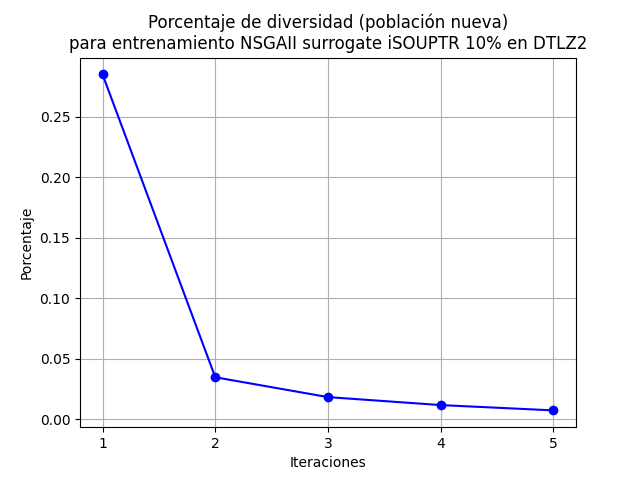 Porcentaje de diversidad (población nueva)
para entrenamiento NSGAII surrogate iSOUPTR 10% en DTLZ2
Porcentaje
0.25
0.20
0.15
0.10
0.05
0.00
1 2 3 4 5
Iteraciones